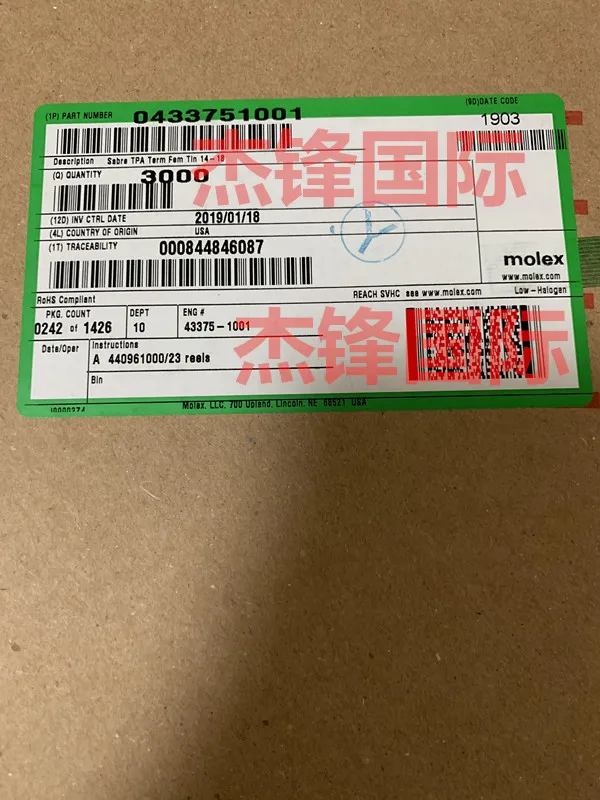 (1P) PART NUMBER 0433751001
(9D)DATE CODE
1903
杰锋国际
Description Sabre TPA Term Fem Tin 14-18
(Q) QUANTITY 3000
(12D) INV CTRL DATE 2019/01/18
(4L) COUNTRY OF ORIGIN USA
(1T) TRACEABILITY 000844846087
molex
www.molex.com
RoHS Compliant
REACH SVHC see www.molex.com Low-Halogen
PKG. COUNT DEPT ENG #
0242 of 1426 10 43375-1001
杰锋国际
Date/Oper Instructions
A 440961000/23 reels
Bin
Molex, LLC, 700 Upland, Lincoln, NE 68521 USA